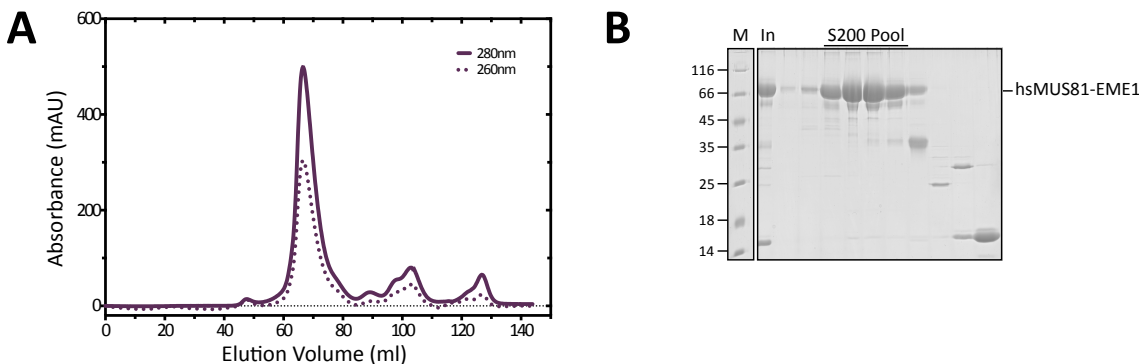 A
Absorbance (mAU)
600
400
200
0
280nm
260nm
0 20 40 60 80 100 120 140
Elution Volume (ml)
B
M In S200 Pool
116
66
45
35
25
18
14
hsMUS81-EME1